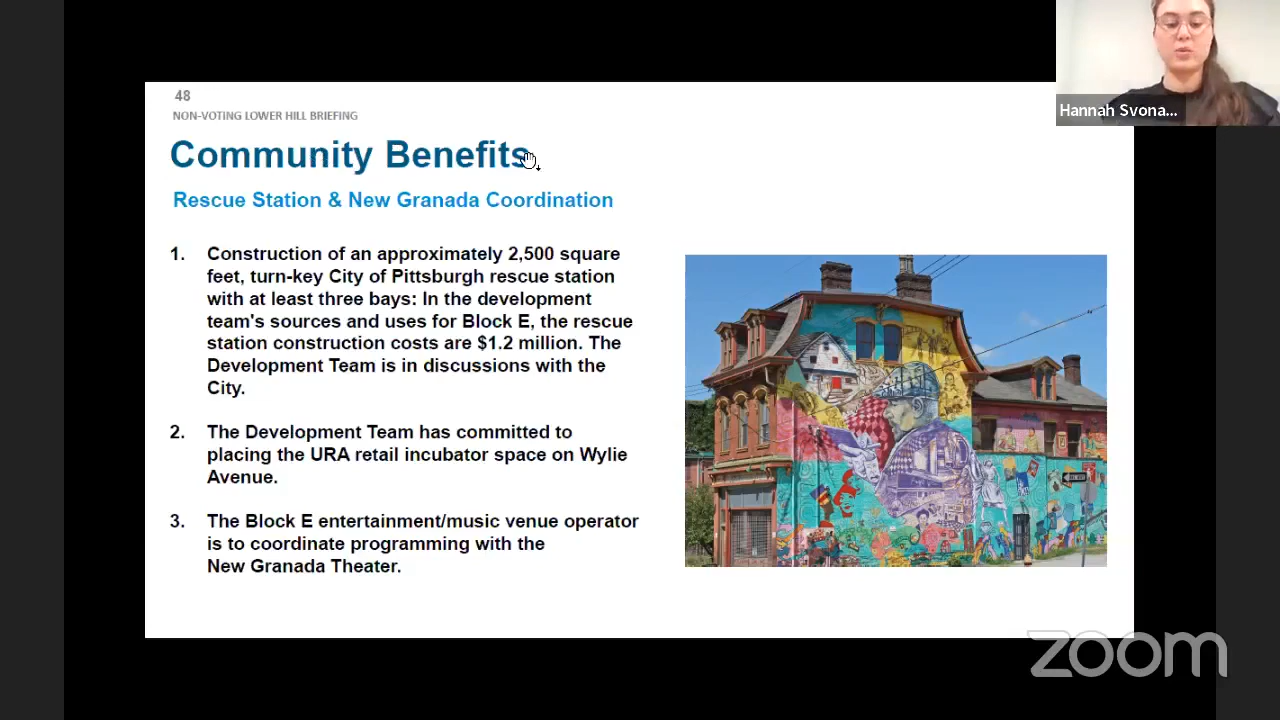 Hannah Svona...
48
NON-VOTING LOWER HILL BRIEFING
Community Benefits
Rescue Station & New Granada Coordination
1. Construction of an approximately 2,500 square
feet, turn-key City of Pittsburgh rescue station
with at least three bays: In the development
team's sources and uses for Block E, the rescue
station construction costs are $1.2 million. The
Development Team is in discussions with the
City.
2. The Development Team has committed to
placing the URA retail incubator space on Wylie
Avenue.
3. The Block E entertainment/music venue operator
is to coordinate programming with the
New Granada Theater.
zoom